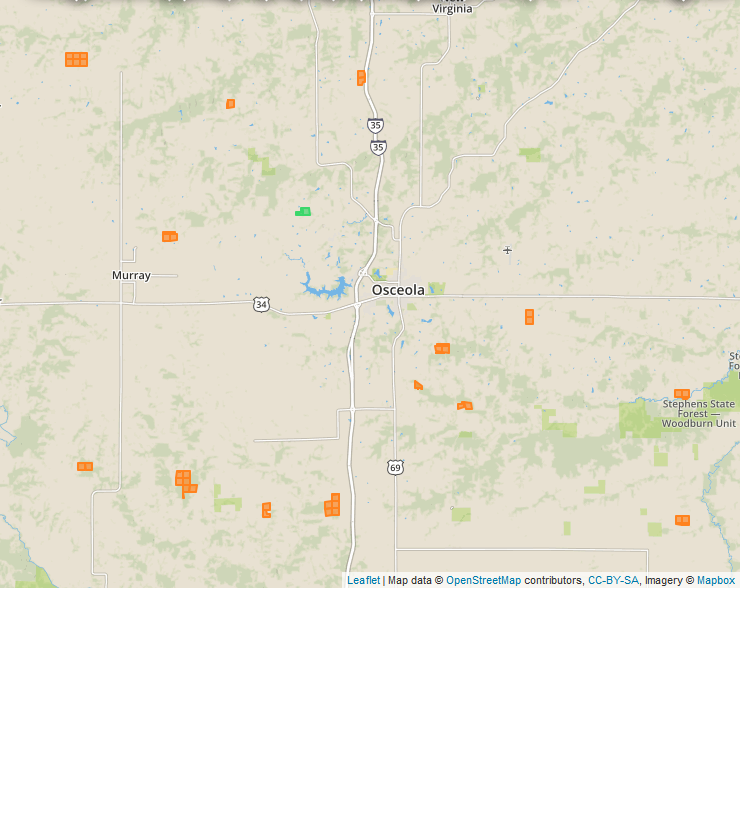 Virginia
35
35
Murray
Osceola
34
Stephens State
Forest —
Woodburn Unit
69
Leaflet | Map data © OpenStreetMap contributors, CC-BY-SA, Imagery © Mapbox